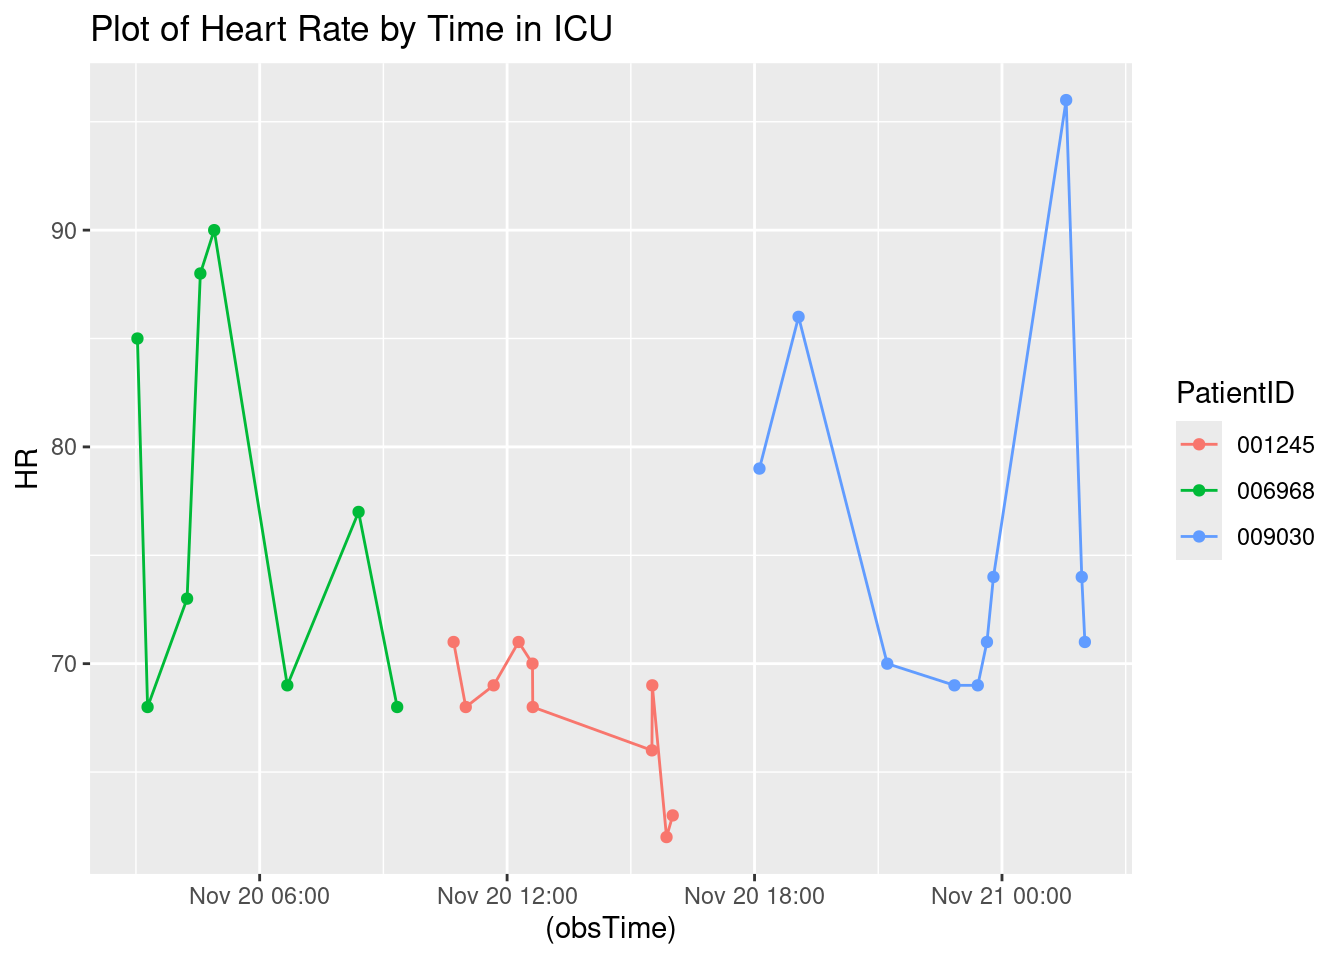 Plot of Heart Rate by Time in ICU
90
80
70
HR
Nov 20 06:00
Nov 20 12:00
Nov 20 18:00
Nov 21 00:00
(obsTime)
PatientID
001245
006968
009030